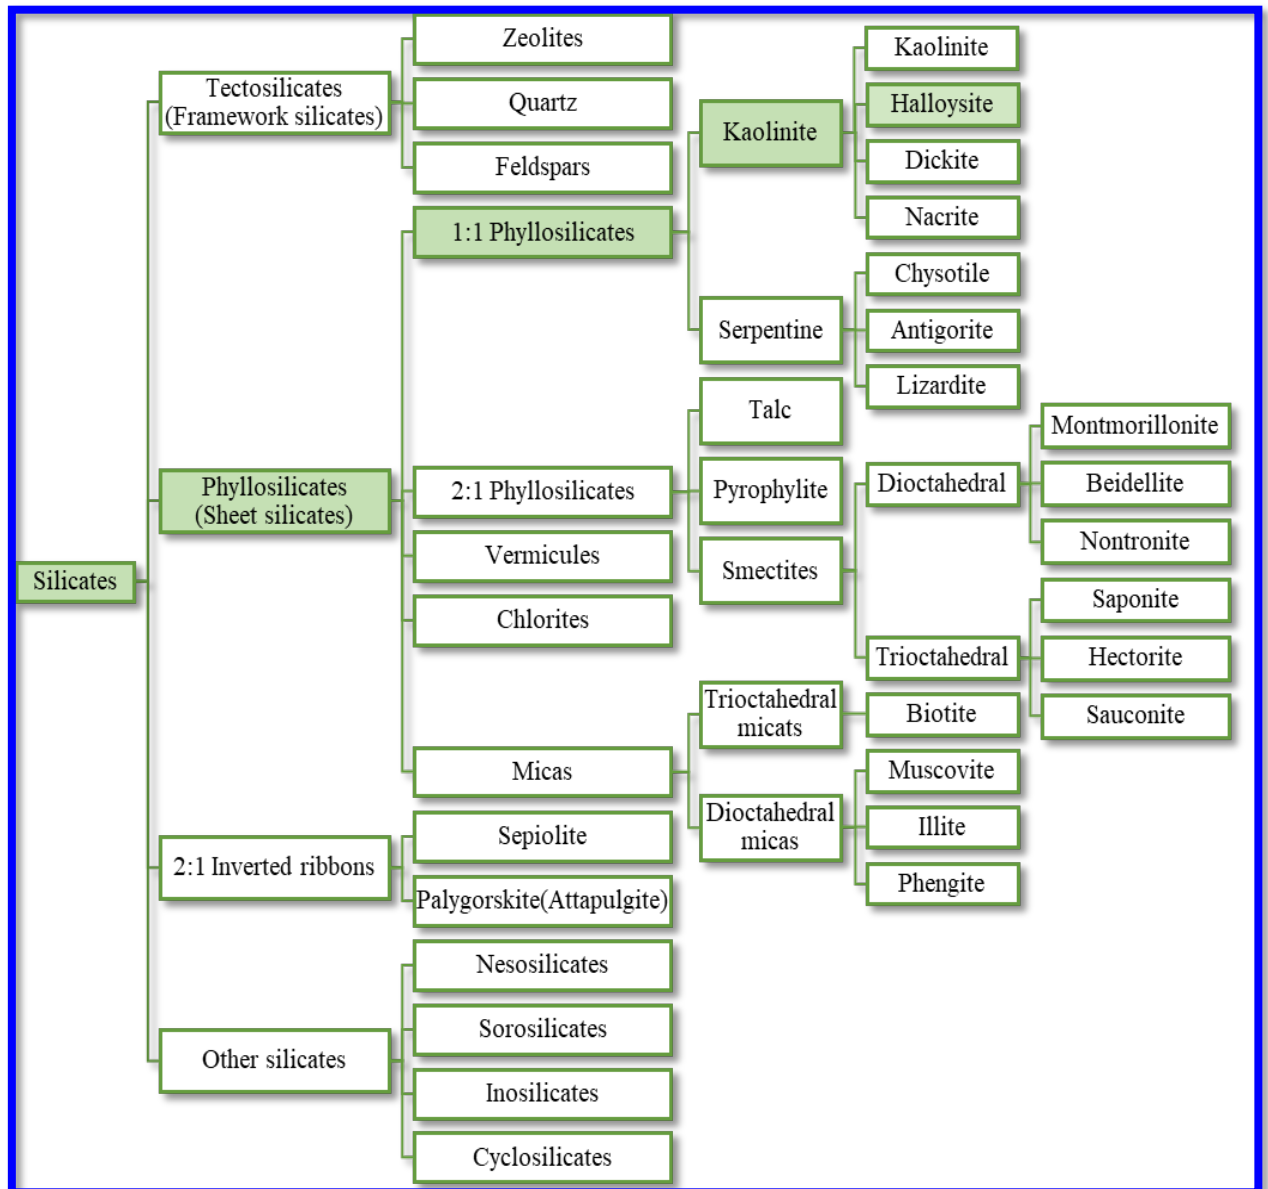 Silicates
Tectosilicates
(Framework silicates)
Zeolites
Quartz
Feldspars
Phyllosilicates
(Sheet silicates)
1:1 Phyllosilicates
Kaolinite
Kaolinite
Halloysite
Dickite
Nacrite
Serpentine
Chysotile
Antigorite
Lizardite
2:1 Phyllosilicates
Talc
Pyrophylite
Smectites
Dioctahedral
Montmorillonite
Beidellite
Nontronite
Trioctahedral
Saponite
Hectorite
Sauconite
Vermicules
Chlorites
Micas
Trioctahedral
micats
Biotite
Dioctahedral
micas
Muscovite
Illite
Phengite
2:1 Inverted ribbons
Sepiolite
Palygorskite(Attapulgite)
Other silicates
Nesosilicates
Sorosilicates
Inosilicates
Cyclosilicates